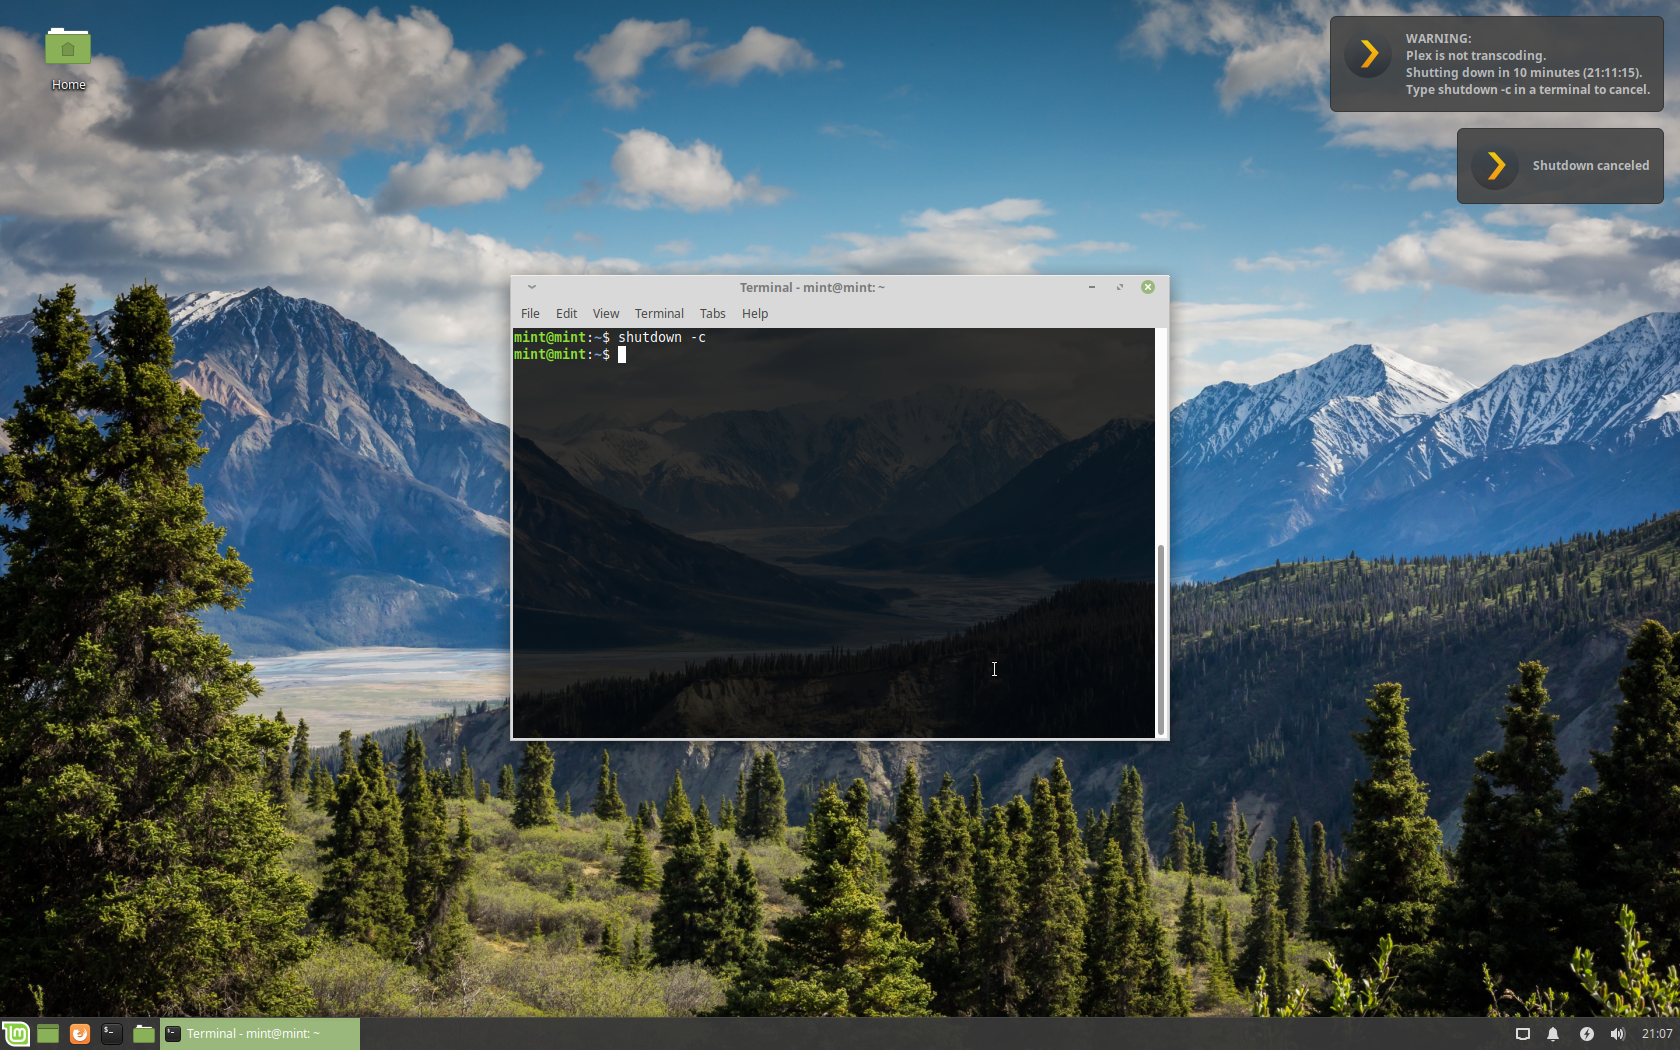 Home
WARNING:
Plex is not transcoding.
Shutting down in 10 minutes (21:11:15).
Type shutdown -c in a terminal to cancel.
Shutdown canceled
Terminal - mint@mint: ~
File Edit View Terminal Tabs Help
mint@mint:~$ shutdown -c
mint@mint:~$
Terminal - mint@mint: ~
21:07